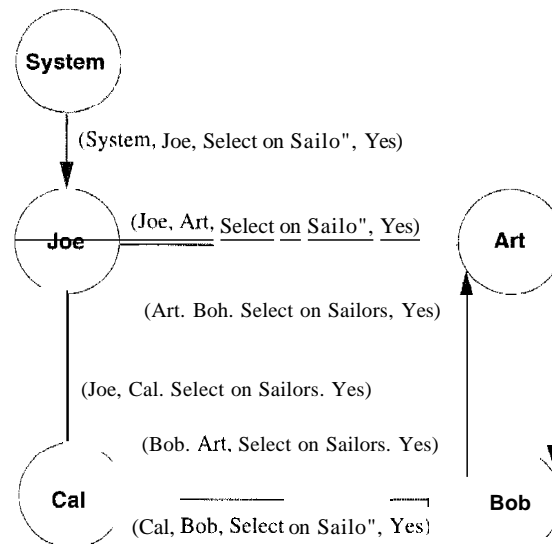 System
(System, Joe, Select on Sailo", Yes)
(Joe, Art, Select on Sailo", Yes)
Joe
Art
(Art. Boh. Select on Sailors, Yes)
(Joe, Cal. Select on Sailors. Yes)
(Bob. Art, Select on Sailors. Yes)
Cal
Bob
(Cal, Bob, Select on Sailo", Yes)